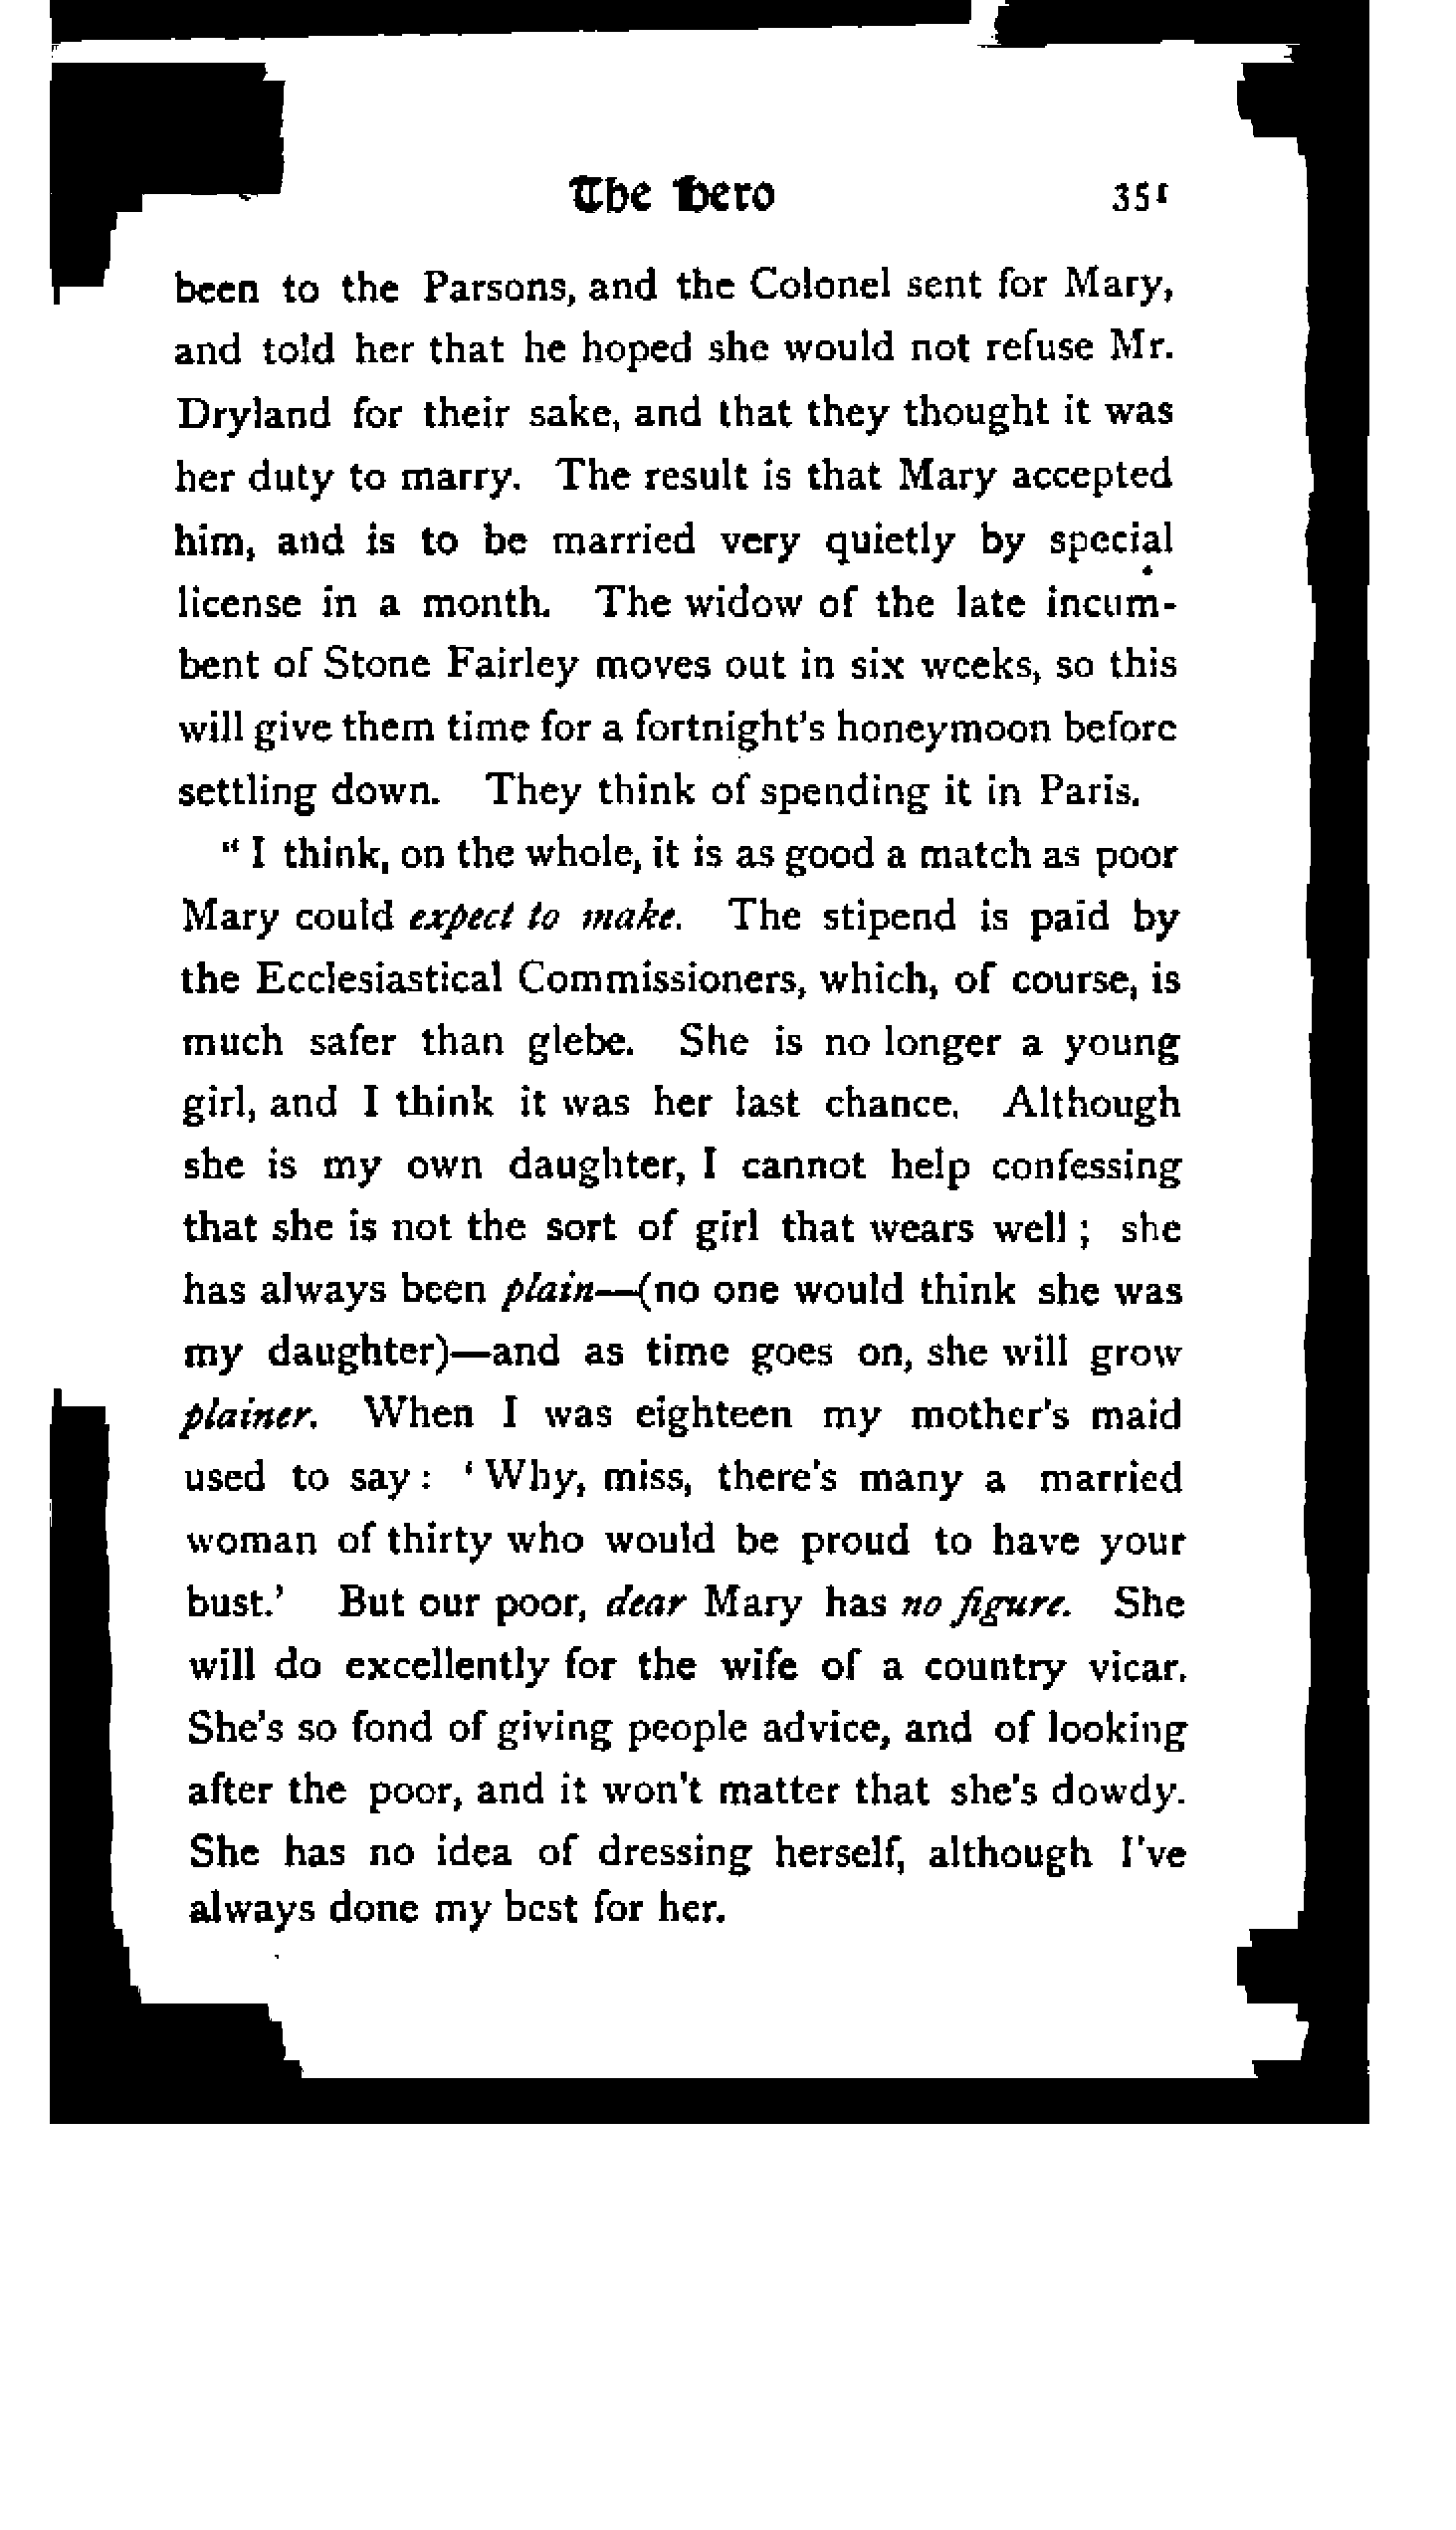 The Hero 351
been to the Parsons, and the Colonel sent for Mary,
and told her that he hoped she would not refuse Mr.
Dryland for their sake, and that they thought it was
her duty to marry. The result is that Mary accepted
him, and is to be married very quietly by special
license in a month. The widow of the late incum-
bent of Stone Fairley moves out in six weeks, so this
will give them time for a fortnight's honeymoon before
settling down. They think of spending it in Paris.
"I think, on the whole, it is as good a match as poor
Mary could expect to make. The stipend is paid by
the Ecclesiastical Commissioners, which, of course, is
much safer than glebe. She is no longer a young
girl, and I think it was her last chance. Although
she is my own daughter, I cannot help confessing
that she is not the sort of girl that wears well; she
has always been plain—(no one would think she was
my daughter)—and as time goes on, she will grow
plainer. When I was eighteen my mother's maid
used to say: 'Why, miss, there's many a married
woman of thirty who would be proud to have your
bust.' But our poor, dear Mary has no figure. She
will do excellently for the wife of a country vicar.
She's so fond of giving people advice, and of looking
after the poor, and it won't matter that she's dowdy.
She has no idea of dressing herself, although I've
always done my best for her.